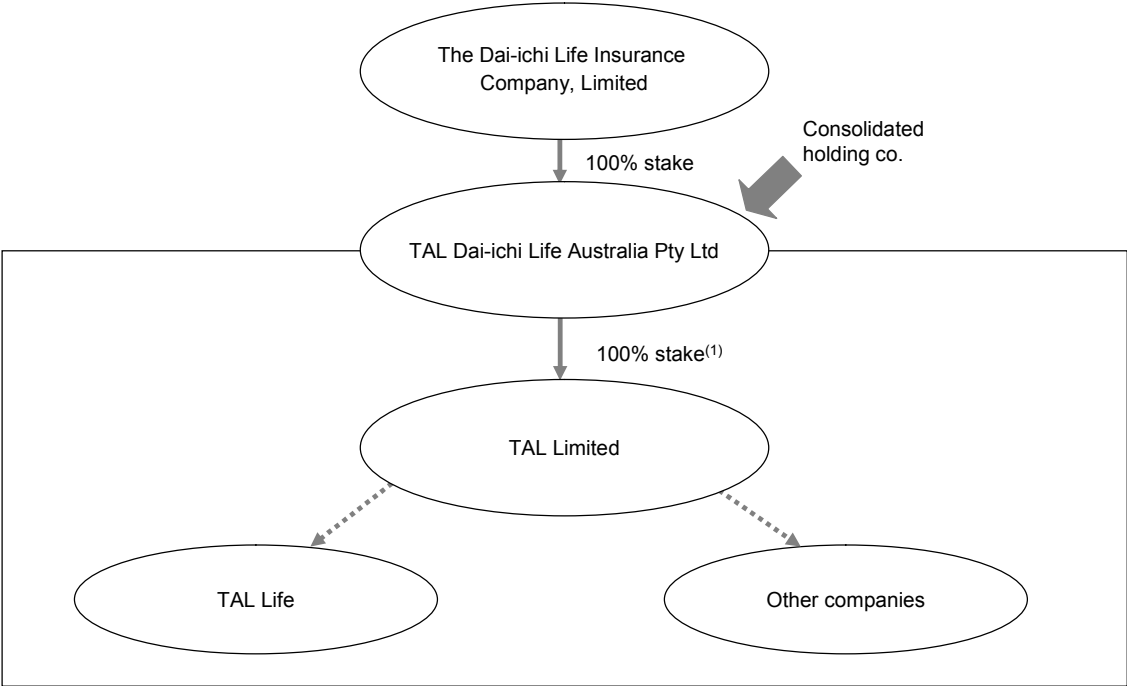 The Dai-ichi Life Insurance
Company, Limited
Consolidated
holding co.
100% stake
TAL Dai-ichi Life Australia Pty Ltd
100% stake(1)
TAL Limited
TAL Life
Other companies